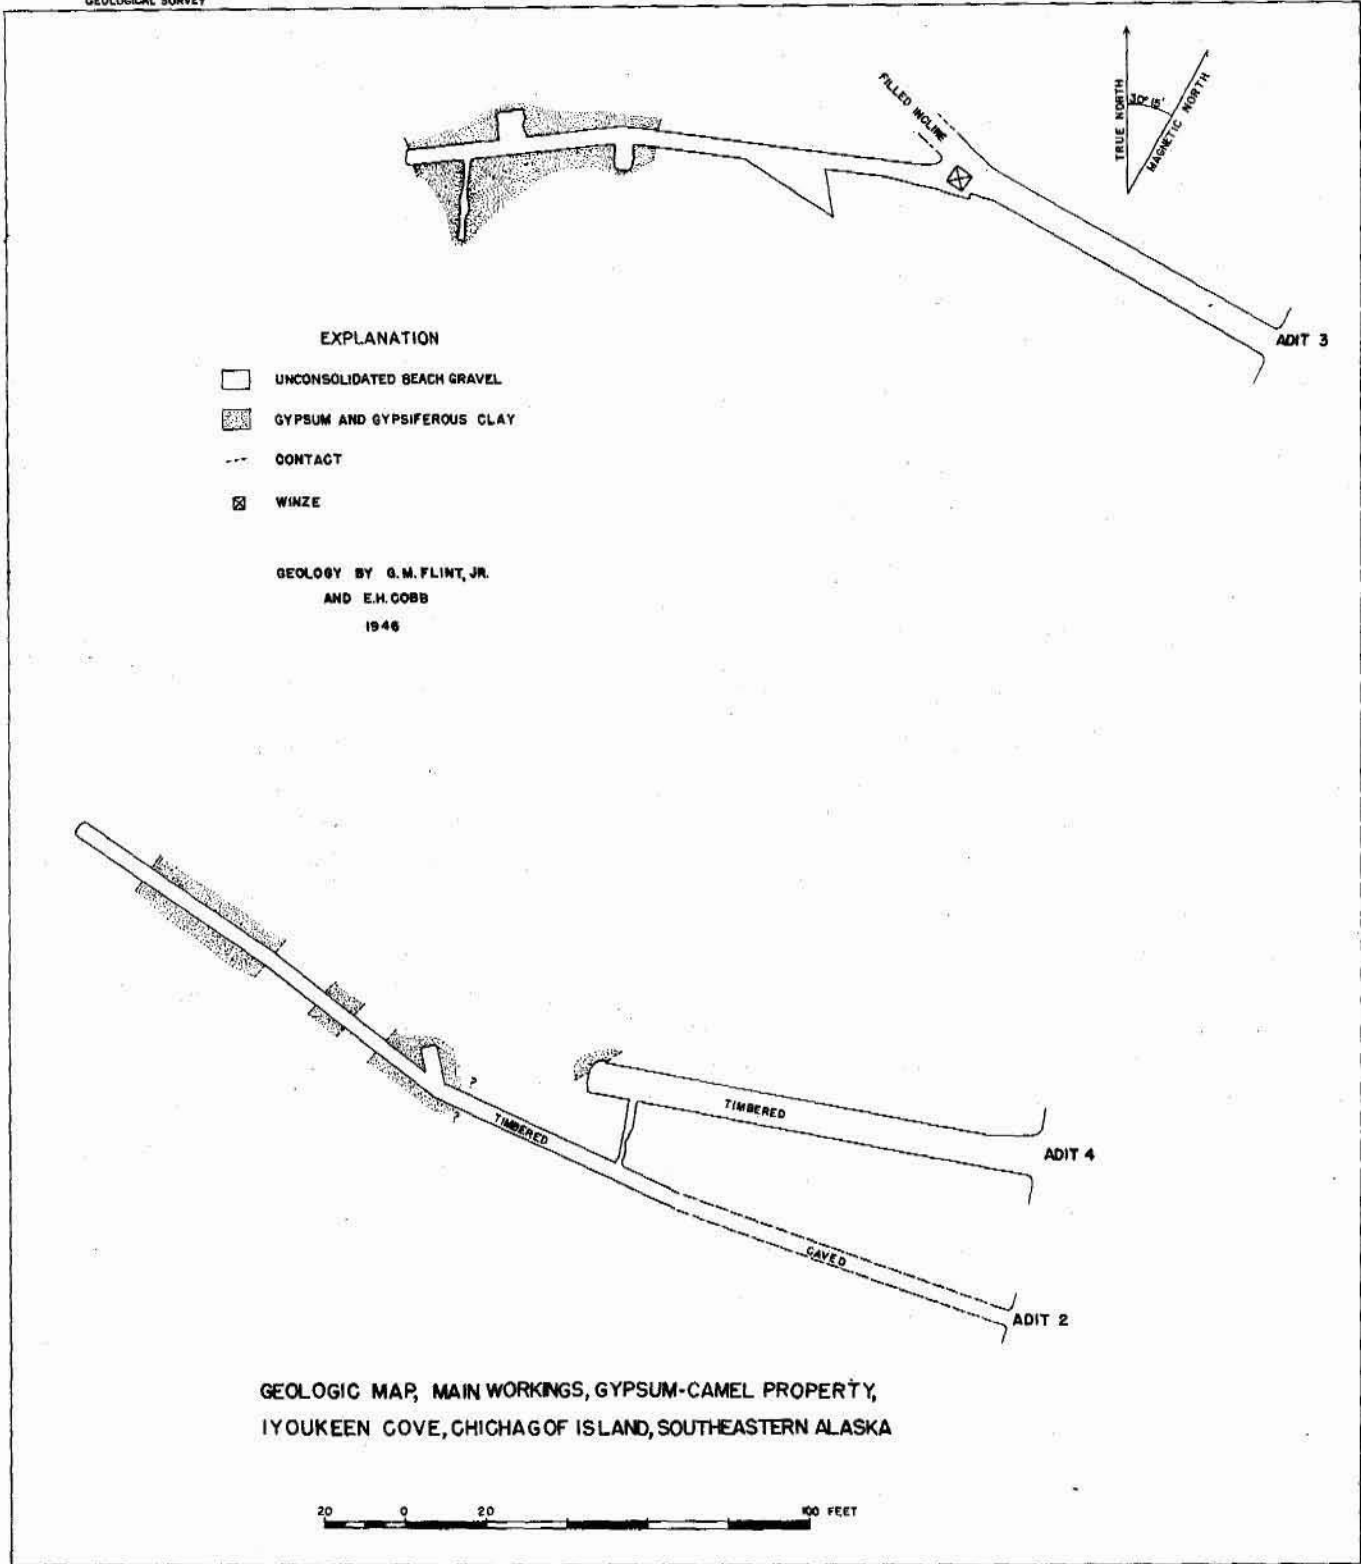 GEOLOGICAL SURVEY
FILLED INCLINE
TRUE NORTH
30° 15'
MAGNETIC NORTH
ADIT 3
EXPLANATION
UNCONSOLIDATED BEACH GRAVEL
GYPSUM AND GYPSIFEROUS CLAY
CONTACT
WINZE
GEOLOGY BY G.M. FLINT, JR.
AND E.H. COBB
1946
?
?
TIMBERED
TIMBERED
ADIT 4
CAVED
ADIT 2
GEOLOGIC MAP, MAIN WORKINGS, GYPSUM-CAMEL PROPERTY,
IYOUKEEN COVE, CHICHAGOF ISLAND, SOUTHEASTERN ALASKA
20 0 20 100 FEET